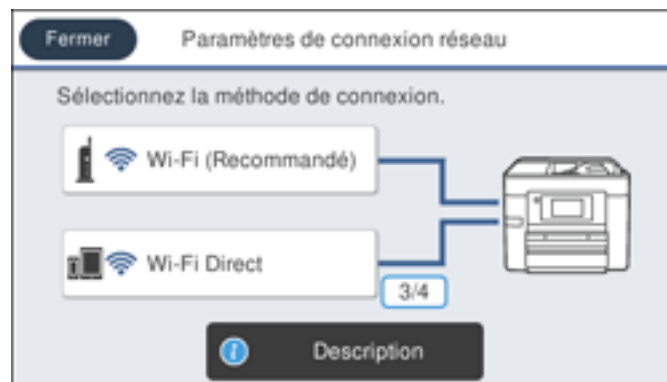 Fermer
Paramètres de connexion réseau
Sélectionnez la méthode de connexion.
Wi-Fi (Recommandé)
Wi-Fi Direct
3/4
i
Description